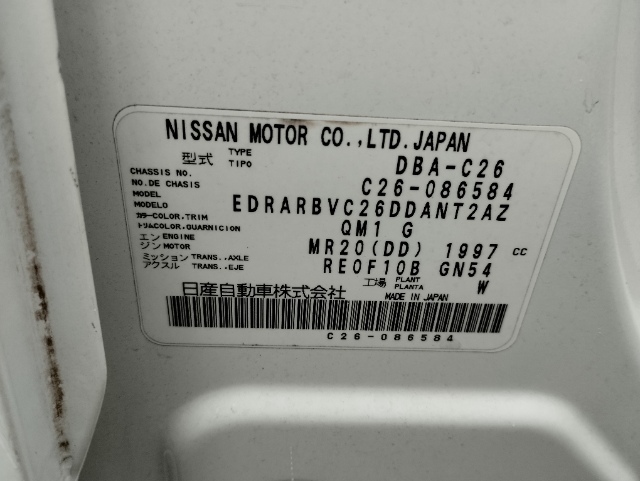 NISSAN MOTOR CO.,LTD.JAPAN
型式 TYPE TIPO DBA-C26
CHASSIS NO. NO.DE CHASIS C26-086584
MODEL MODELO EDRARBVC26DDANT2AZ
カラー COLOR,TRIM トリム COLOR,GUARNICION QM1 G
エンジン ENGINE MOTOR MR20(DD) 1997 cc
ミッション TRANS.,AXLE アクスル TRANS.,EJE RE0F10B GN54
工場 PLANT PLANTA W
日産自動車株式会社 MADE IN JAPAN
C26-086584